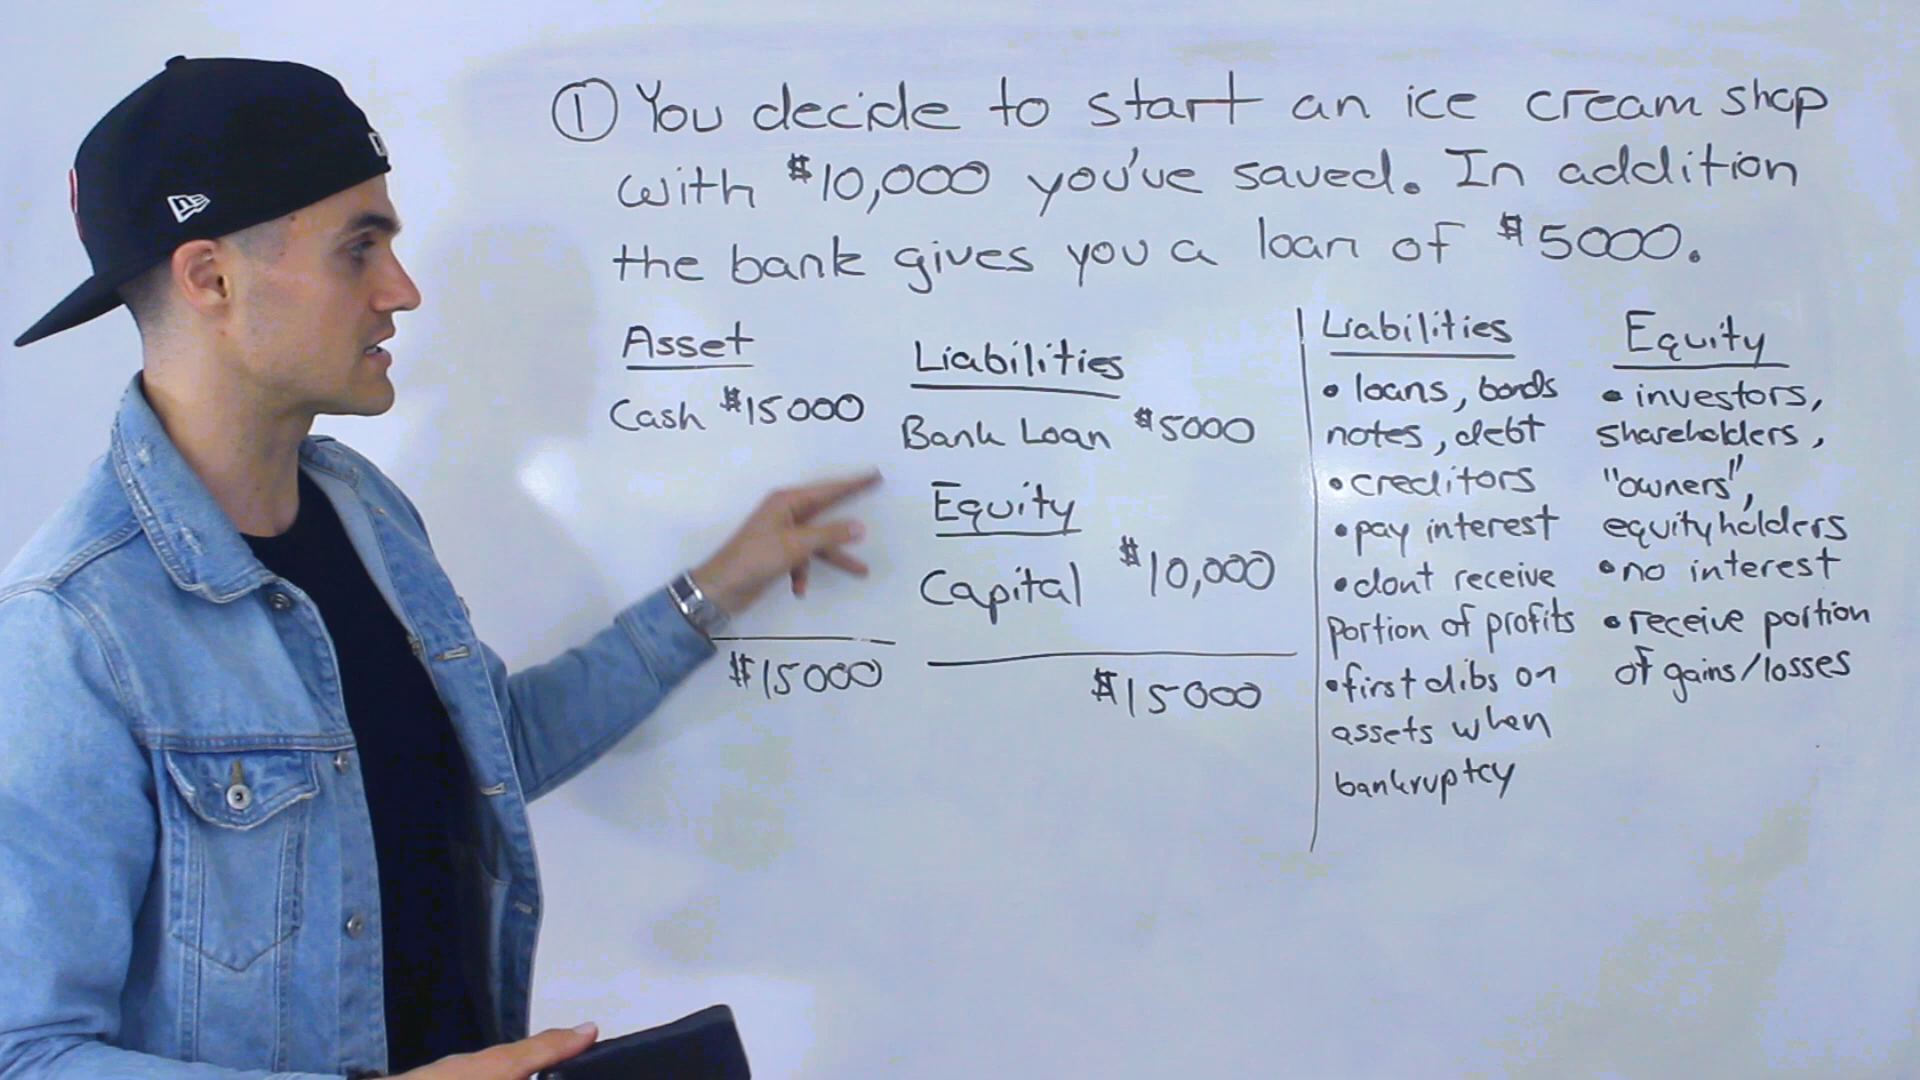 ① You decide to start an ice cream shop
with $10,000 you've saved. In addition
the bank gives you a loan of $5000.
Asset
Cash $15000
$15000
Liabilities
Bank Loan $5000
Equity
Capital $10,000
$15000
Liabilities
• loans, bonds
notes, debt
• creditors
• pay interest
• dont receive
portion of profits
• first dibs on
assets when
bankruptcy
Equity
• investors,
shareholders,
"owners",
equityholders
• no interest
• receive portion
of gains/losses